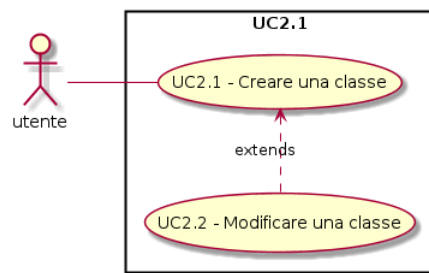 UC2.1
UC2.1 - Creare una classe
utente
extends
UC2.2 - Modificare una classe